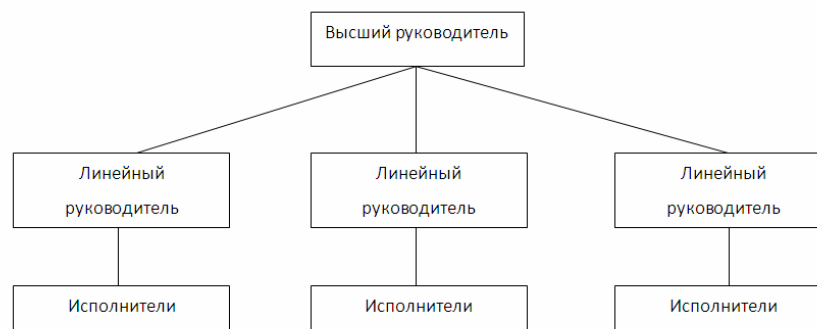 Высший руководитель
Линейный
руководитель
Линейный
руководитель
Линейный
руководитель
Исполнители
Исполнители
Исполнители